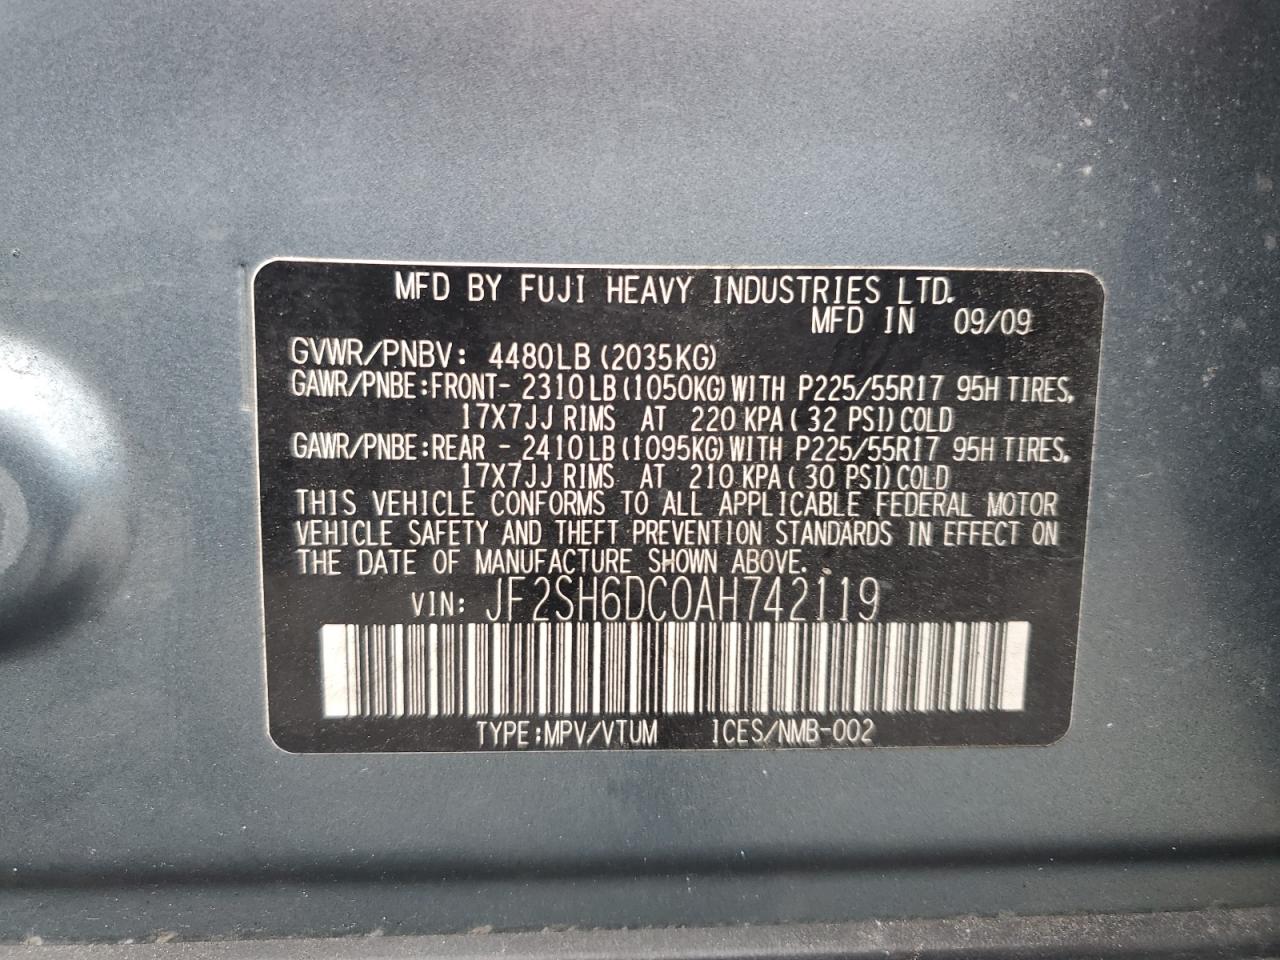 MFD BY FUJI HEAVY INDUSTRIES LTD.
MFD IN 09/09
GVWR/PNBV: 4480LB (2035KG)
GAWR/PNBE:FRONT- 2310LB (1050KG) WITH P225/55R17 95H TIRES,
17X7JJ RIMS AT 220 KPA ( 32 PSI) COLD
GAWR/PNBE:REAR - 2410LB (1095KG) WITH P225/55R17 95H TIRES,
17X7JJ RIMS AT 210 KPA ( 30 PSI) COLD
THIS VEHICLE CONFORMS TO ALL APPLICABLE FEDERAL MOTOR
VEHICLE SAFETY AND THEFT PREVENTION STANDARDS IN EFFECT ON
THE DATE OF MANUFACTURE SHOWN ABOVE.
VIN: JF2SH6DC0AH742119
TYPE:MPV/VTUM ICES/NMB-002